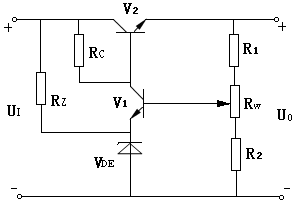 V2
+ +
RC R1
RZ V1 RW
UI U0
VDE R2
- -